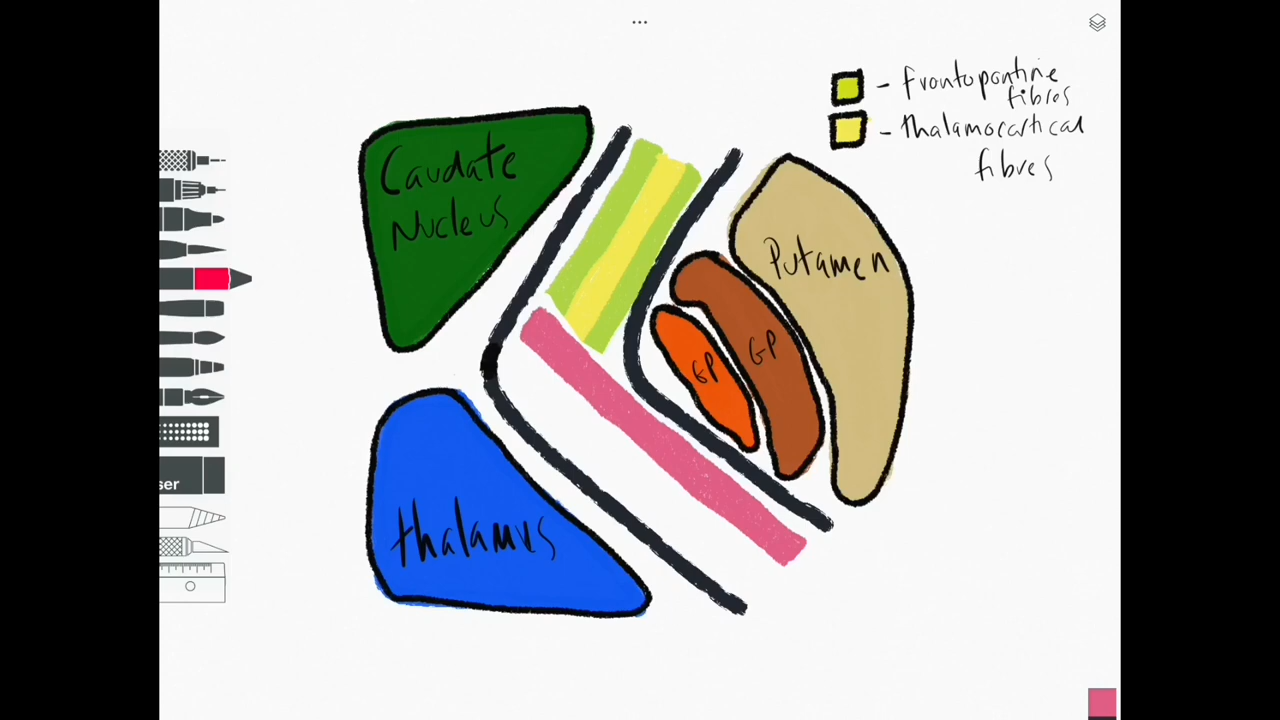 - frontopontine
fibres
- thalamocortical
fibres
Caudate
Nucleus
Putamen
GP
GP
thalamus
ser